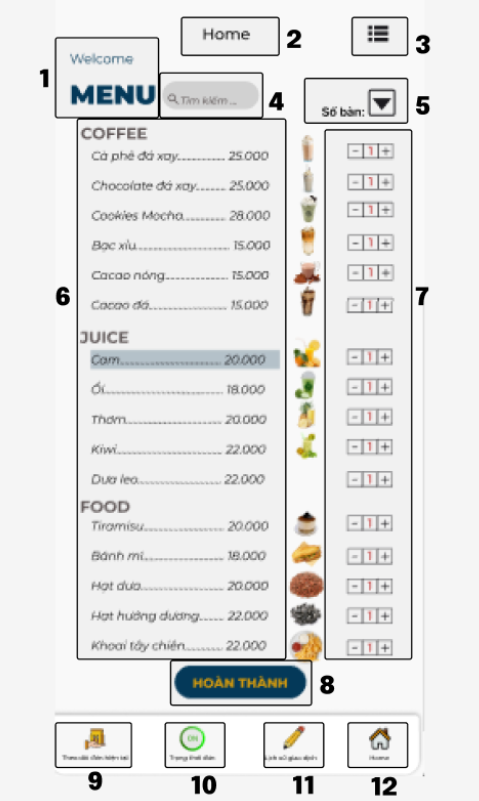 Home
2
3
Welcome
1
MENU
Tìm kiếm ...
4
Số bàn:
5
COFFEE
Cà phê đá xay 25.000 - 1 +
Chocolate đá xay 25.000 - 1 +
Cookies Mocha 28.000 - 1 +
Bạc xỉu 15.000 - 1 +
Cacao nóng 15.000 - 1 +
6
7
Cacao đá 15.000 - 1 +
JUICE
Cam 20.000 - 1 +
Ổi 18.000 - 1 +
Thơm 20.000 - 1 +
Kiwi 22.000 - 1 +
Dưa leo 22.000 - 1 +
FOOD
Tiramisu 20.000 - 1 +
Bánh mì 18.000 - 1 +
Hạt dưa 20.000 - 1 +
Hạt hướng dương 22.000 - 1 +
Khoai tây chiên 22.000 - 1 +
HOÀN THÀNH
8
ON
Theo dõi đơn hiện tại
Trạng thái đơn
Lịch sử giao dịch
Home
9
10
11
12